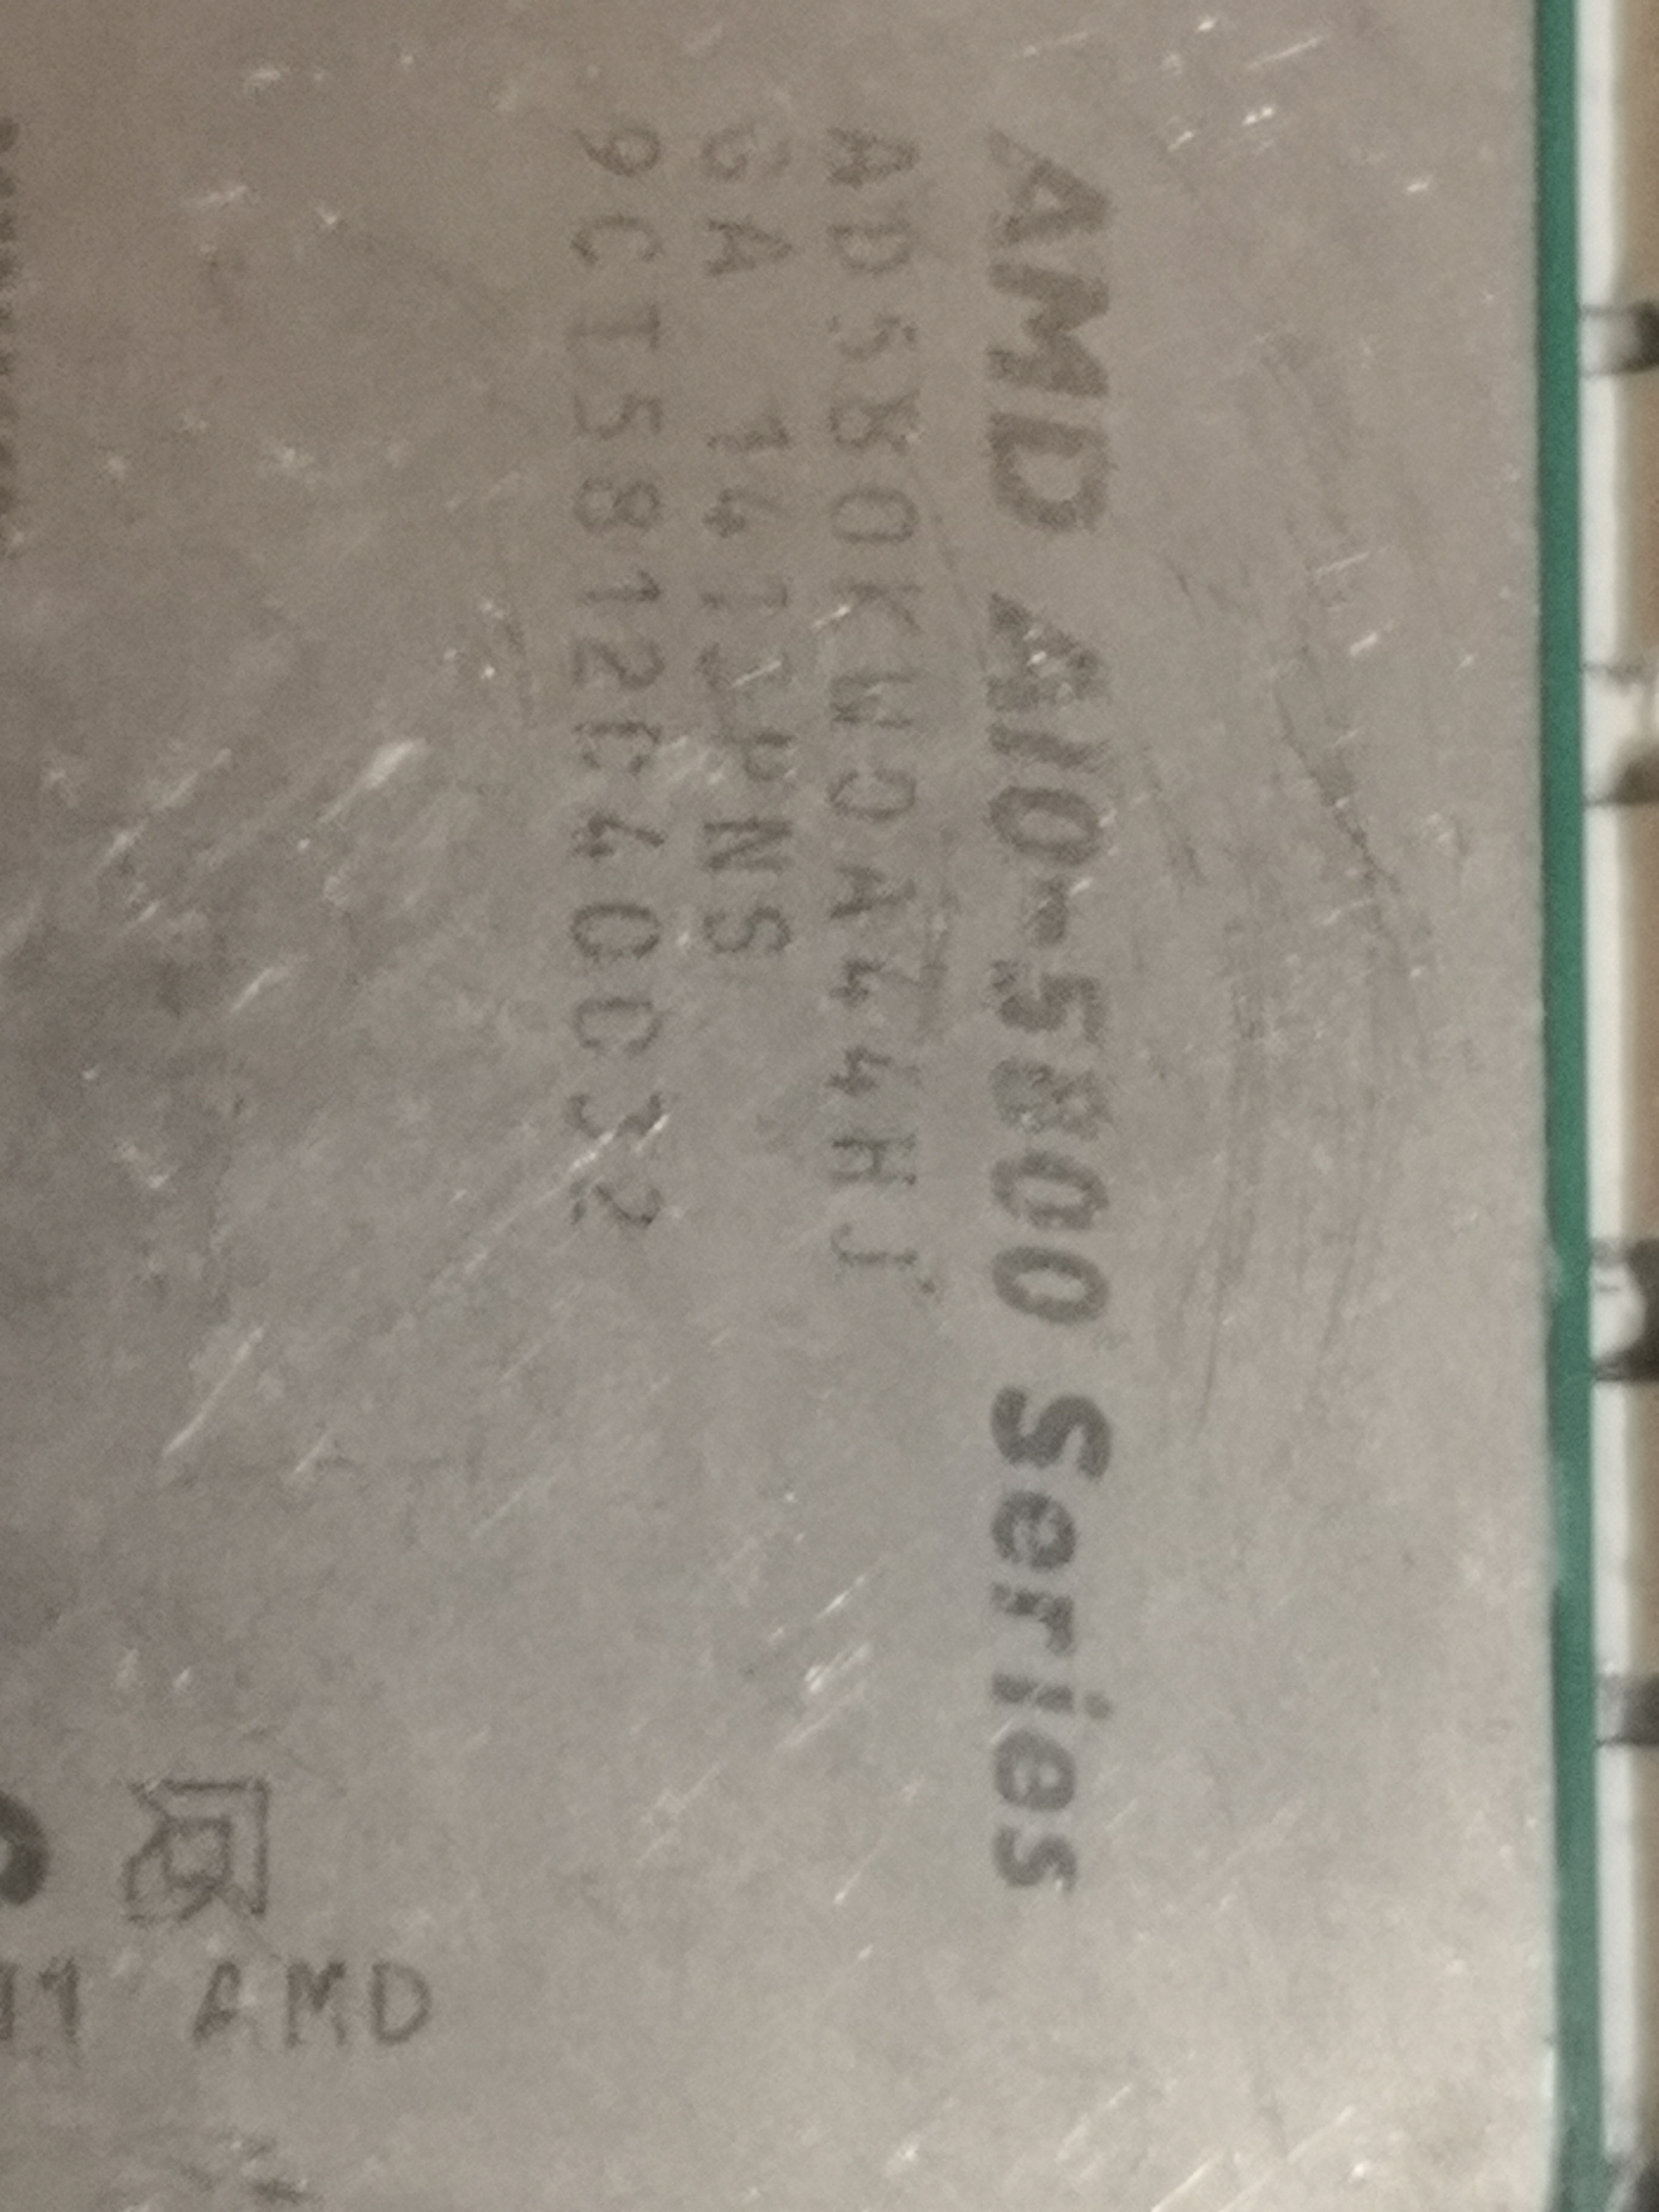 AMD A10-5800 Series
AD580KWOA44HJ
GA 1413PNS
9CT5812C40032
AMD